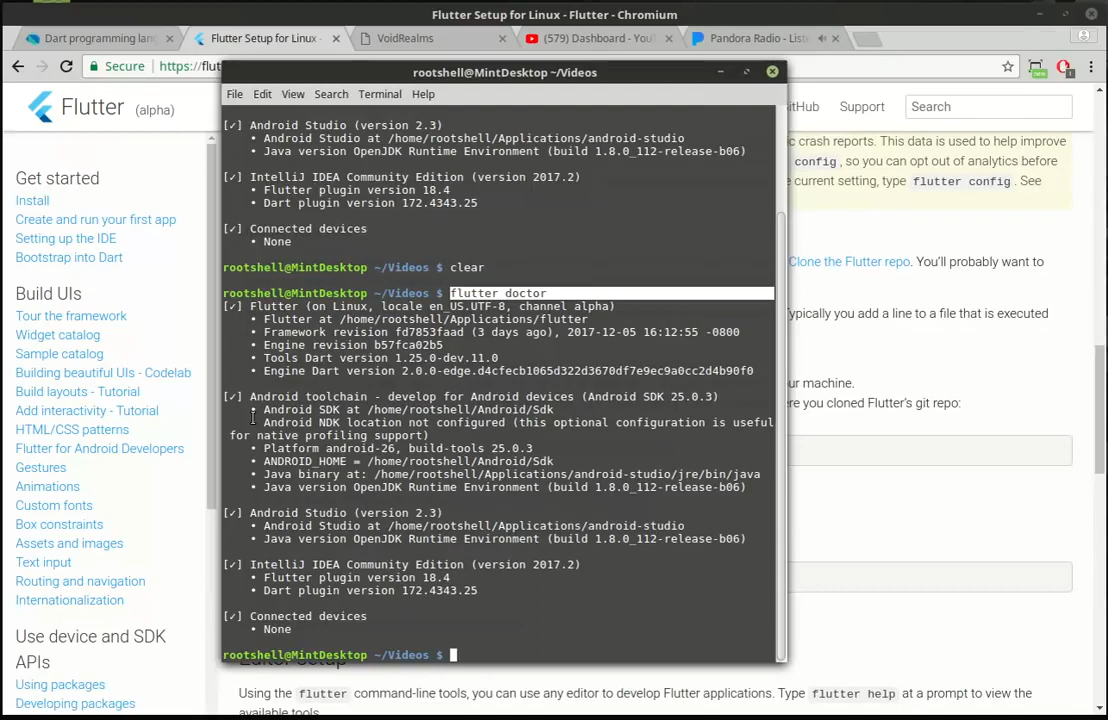 Flutter Setup for Linux - Flutter - Chromium
Dart programming lan
Flutter Setup for Linux -
VoidRealms
(579) Dashboard - You
Pandora Radio - List
Secure
https://flut
rootshell@MintDesktop ~/Videos
File Edit View Search Terminal Help
Flutter (alpha)
itHub
Support
Search
Get started
Install
Create and run your first app
Setting up the IDE
Bootstrap into Dart
Build UIs
Tour the framework
Widget catalog
Sample catalog
Building beautiful UIs - Codelab
Build layouts - Tutorial
Add interactivity - Tutorial
HTML/CSS patterns
Flutter for Android Developers
Gestures
Animations
Custom fonts
Box constraints
Assets and images
Text input
Routing and navigation
Internationalization
Use device and SDK
APIs
Using packages
Developing packages
[✓] Android Studio (version 2.3)
• Android Studio at /home/rootshell/Applications/android-studio
• Java version OpenJDK Runtime Environment (build 1.8.0_112-release-b06)
[✓] IntelliJ IDEA Community Edition (version 2017.2)
• Flutter plugin version 18.4
• Dart plugin version 172.4343.25
[✓] Connected devices
• None
rootshell@MintDesktop ~/Videos $ clear
rootshell@MintDesktop ~/Videos $ flutter doctor
[✓] Flutter (on Linux, locale en_US.UTF-8, channel alpha)
• Flutter at /home/rootshell/Applications/flutter
• Framework revision fd7853faad (3 days ago), 2017-12-05 16:12:55 -0800
• Engine revision b57fca02b5
• Tools Dart version 1.25.0-dev.11.0
• Engine Dart version 2.0.0-edge.d4cfecb1065d322d3670df7e9ec9a0cc2d4b90f0
[✓] Android toolchain - develop for Android devices (Android SDK 25.0.3)
• Android SDK at /home/rootshell/Android/Sdk
• Android NDK location not configured (this optional configuration is useful
for native profiling support)
• Platform android-26, build-tools 25.0.3
• ANDROID_HOME = /home/rootshell/Android/Sdk
• Java binary at: /home/rootshell/Applications/android-studio/jre/bin/java
• Java version OpenJDK Runtime Environment (build 1.8.0_112-release-b06)
[✓] Android Studio (version 2.3)
• Android Studio at /home/rootshell/Applications/android-studio
• Java version OpenJDK Runtime Environment (build 1.8.0_112-release-b06)
[✓] IntelliJ IDEA Community Edition (version 2017.2)
• Flutter plugin version 18.4
• Dart plugin version 172.4343.25
[✓] Connected devices
• None
rootshell@MintDesktop ~/Videos $
ic crash reports. This data is used to help improve
config, so you can opt out of analytics before
e current setting, type flutter config. See
Clone the Flutter repo. You'll probably want to
Typically you add a line to a file that is executed
our machine.
ere you cloned Flutter's git repo:
Using the flutter command-line tools, you can use any editor to develop Flutter applications. Type flutter help at a prompt to view the
available tools.